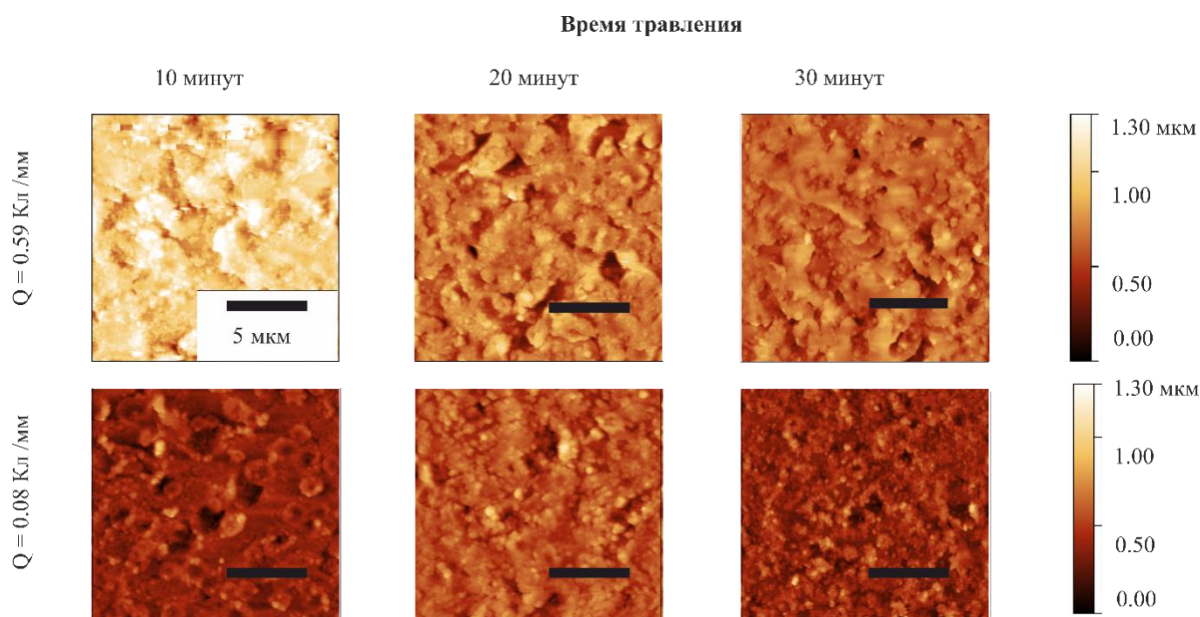 Время травления
10 минут
20 минут
30 минут
Q = 0.59 Кл /мм
5 мкм
1.30 мкм
1.00
0.50
0.00
Q = 0.08 Кл /мм
1.30 мкм
1.00
0.50
0.00